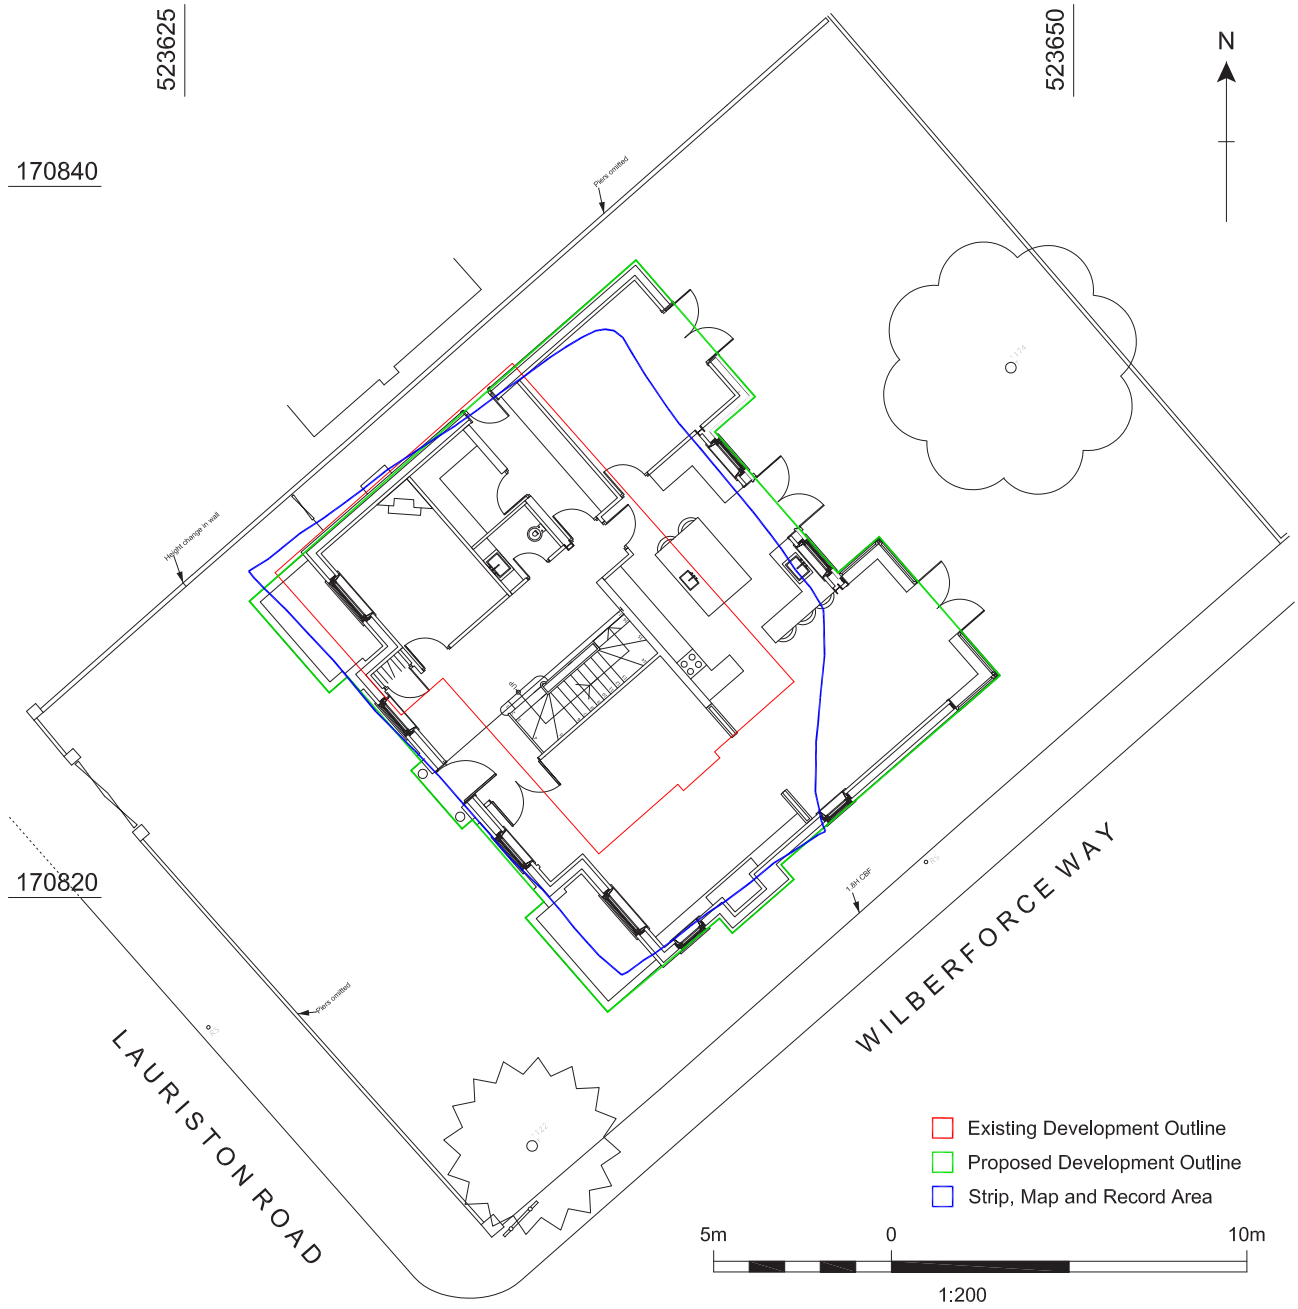 523625
523650
N
170840
Piers omitted
Height change in wall
UP
170820
1.8H CBF
WILBERFORCE WAY
Piers omitted
LAURISTON ROAD
Existing Development Outline
Proposed Development Outline
Strip, Map and Record Area
5m 0 10m
1:200